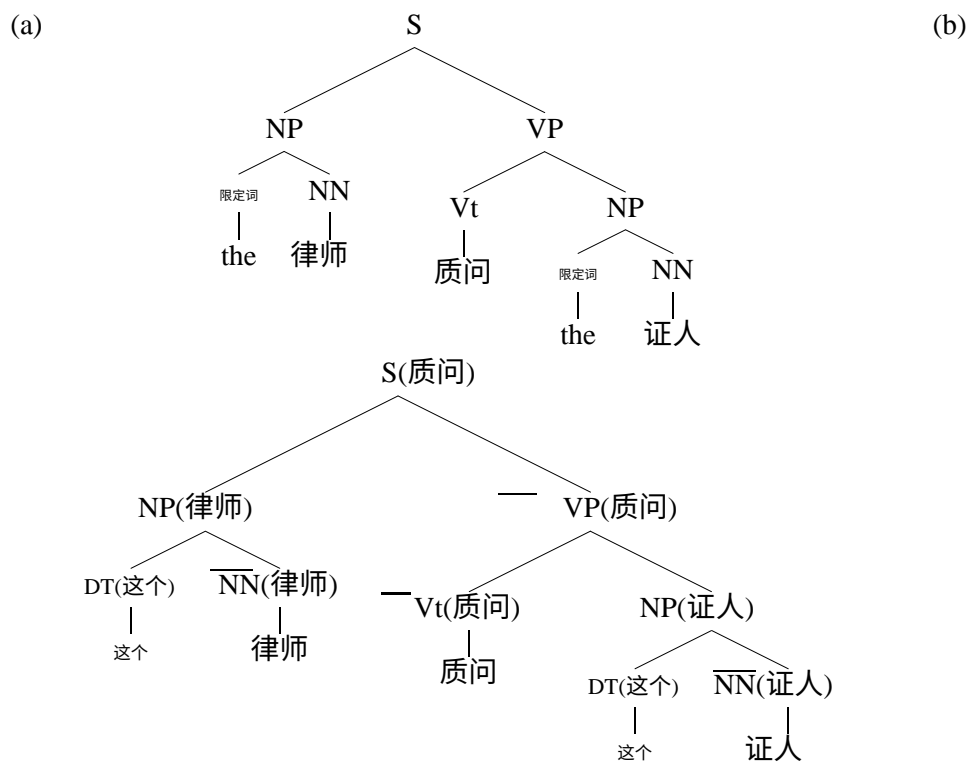 (a) S (b)
NP VP
限定词 NN Vt NP
the 律师 质问 限定词 NN
the 证人
S(质问)
NP(律师) VP(质问)
DT(这个) NN(律师) Vt(质问) NP(证人)
这个 律师 质问 DT(这个) NN(证人)
这个 证人